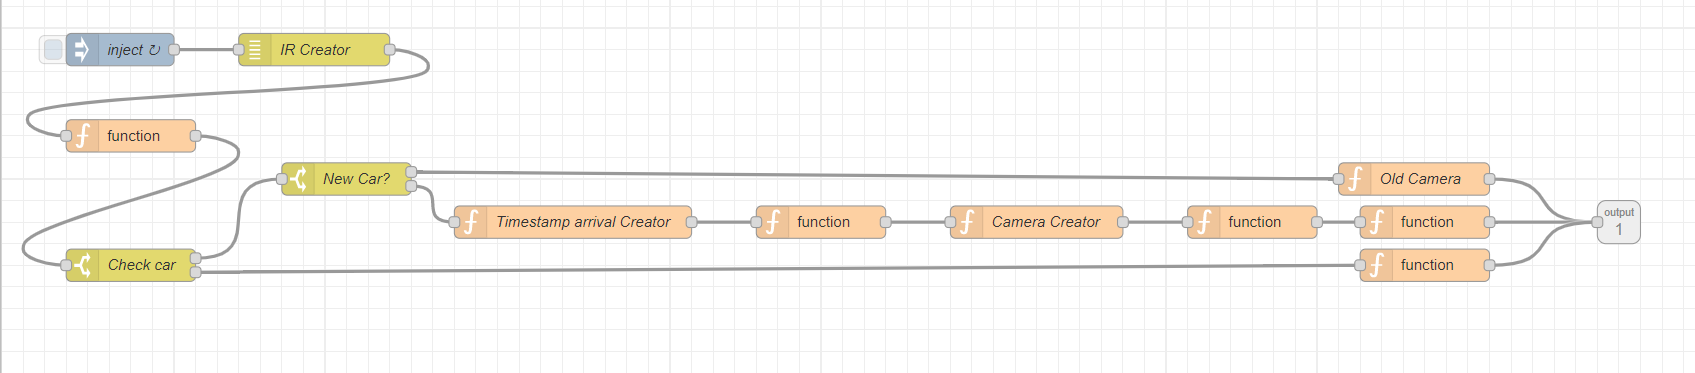 inject ↻
IR Creator
function
New Car?
Old Camera
Timestamp arrival Creator
function
Camera Creator
function
function
output
1
Check car
function